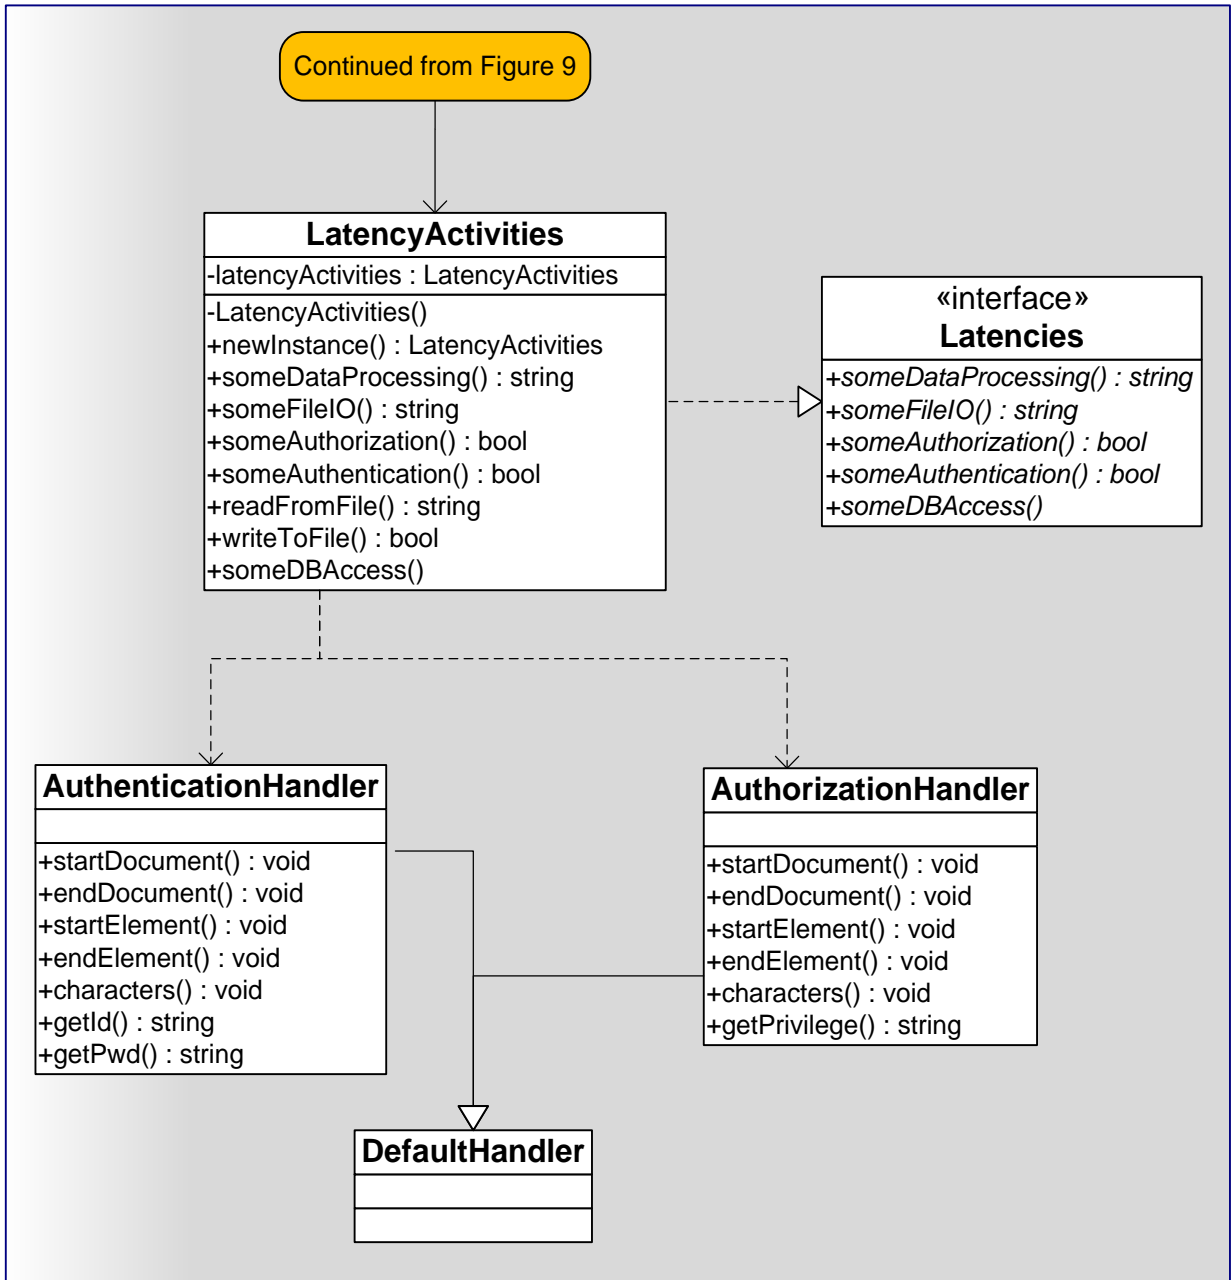 Continued from Figure 9
LatencyActivities
-latencyActivities : LatencyActivities
-LatencyActivities()
+newInstance() : LatencyActivities
+someDataProcessing() : string
+someFileIO() : string
+someAuthorization() : bool
+someAuthentication() : bool
+readFromFile() : string
+writeToFile() : bool
+someDBAccess()
«interface»
Latencies
+someDataProcessing() : string
+someFileIO() : string
+someAuthorization() : bool
+someAuthentication() : bool
+someDBAccess()
AuthenticationHandler
+startDocument() : void
+endDocument() : void
+startElement() : void
+endElement() : void
+characters() : void
+getId() : string
+getPwd() : string
AuthorizationHandler
+startDocument() : void
+endDocument() : void
+startElement() : void
+endElement() : void
+characters() : void
+getPrivilege() : string
DefaultHandler